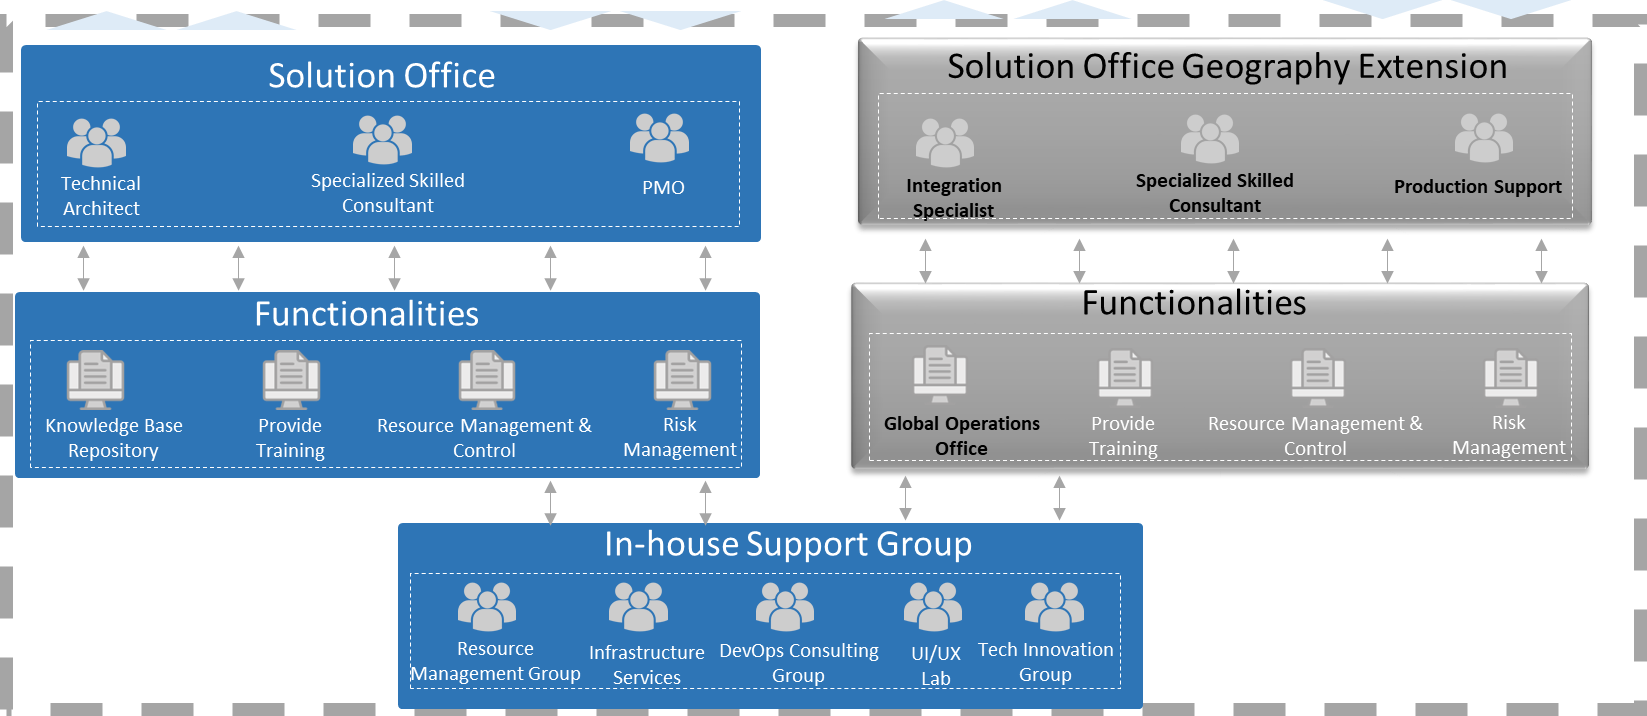 Solution Office
Technical
Architect
Specialized Skilled
Consultant
PMO
Solution Office Geography Extension
Integration
Specialist
Specialized Skilled
Consultant
Production Support
Functionalities
Knowledge Base
Repository
Provide
Training
Resource Management &
Control
Risk
Management
Functionalities
Global Operations
Office
Provide
Training
Resource Management &
Control
Risk
Management
In-house Support Group
Resource
Management Group
Infrastructure
Services
DevOps Consulting
Group
UI/UX
Lab
Tech Innovation
Group